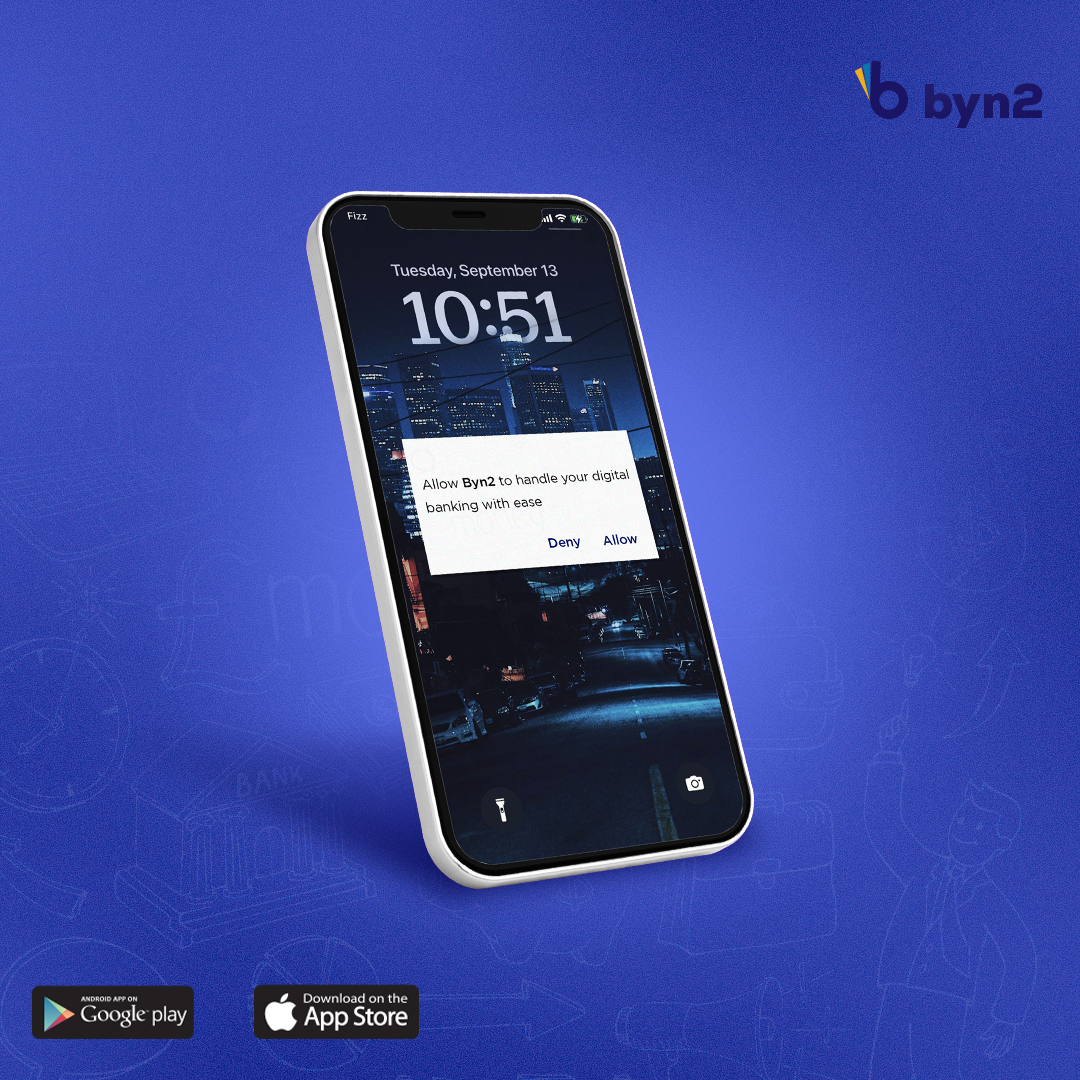 byn2
Fizz
Tuesday, September 13
10:51
Allow Byn2 to handle your digital
banking with ease
Deny Allow
BANK
ANDROID APP ON
Google play
Download on the
App Store